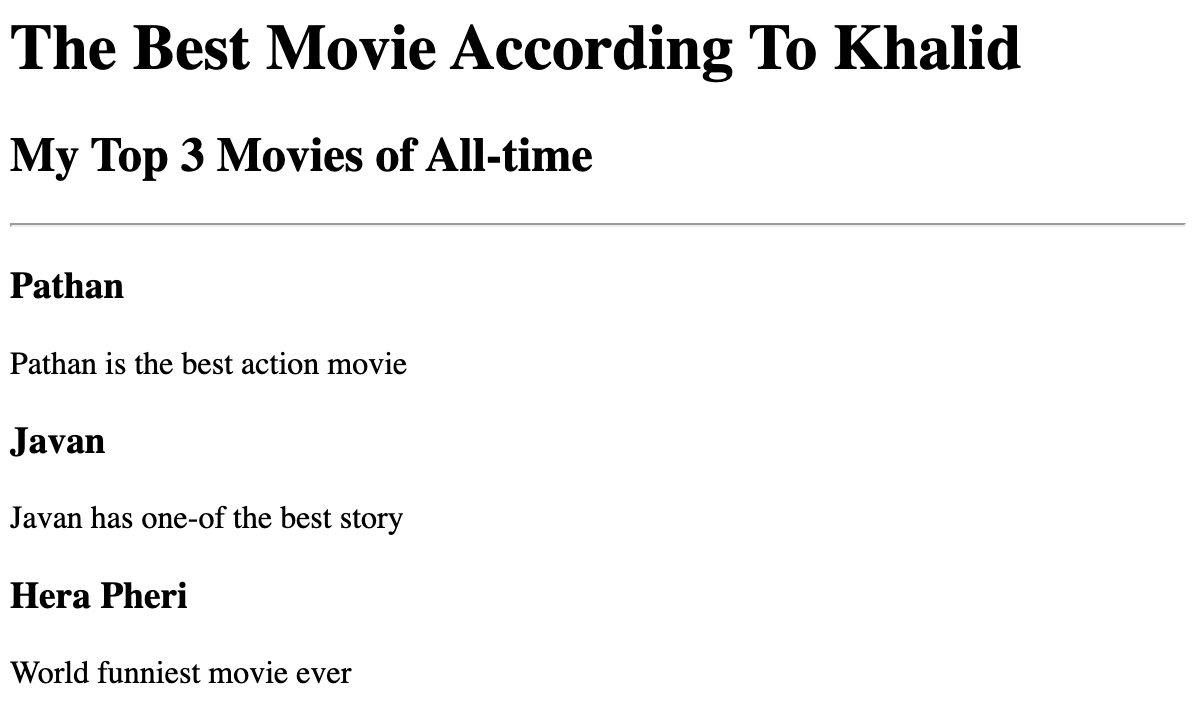 The Best Movie According To Khalid
My Top 3 Movies of All-time
Pathan
Pathan is the best action movie
Javan
Javan has one-of the best story
Hera Pheri
World funniest movie ever